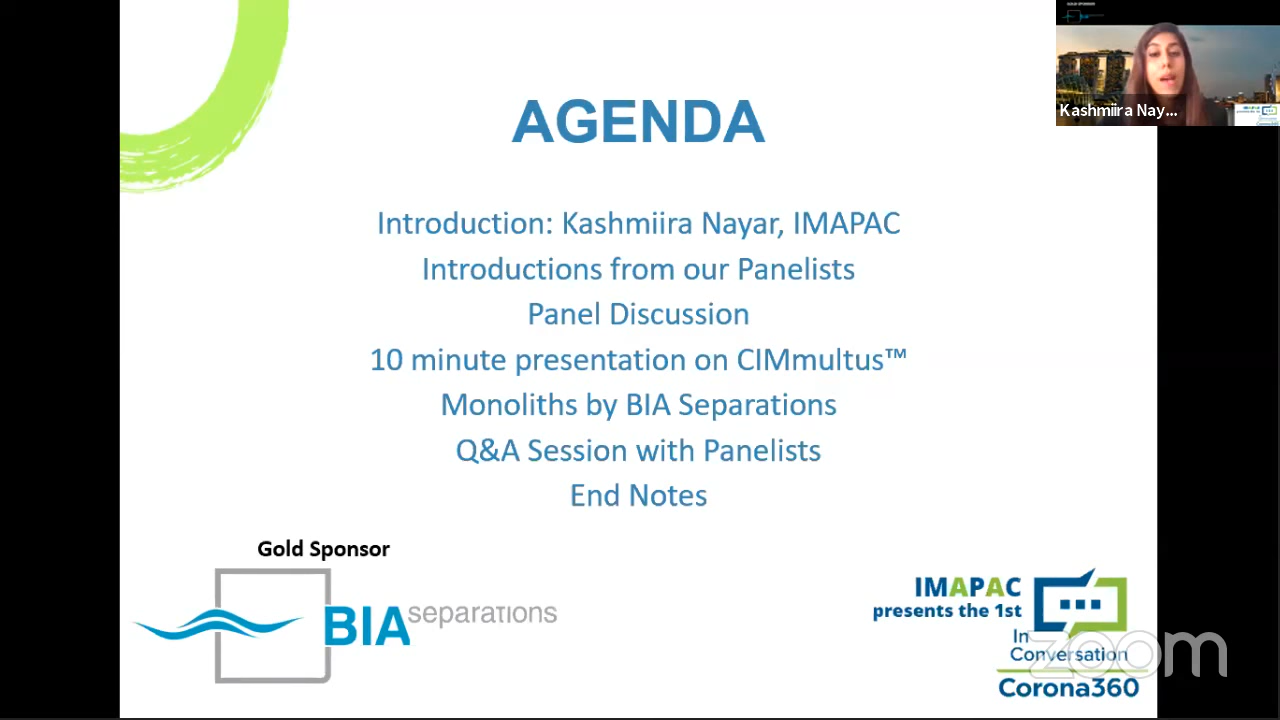 AGENDA
Introduction: Kashmiira Nayar, IMAPAC
Introductions from our Panelists
Panel Discussion
10 minute presentation on CIMmultus™
Monoliths by BIA Separations
Q&A Session with Panelists
End Notes
Gold Sponsor
BIA separations
IMAPAC
presents the 1st
In
Conversation
Corona360
zoom
GOLD SPONSOR
Kashmiira Nay...